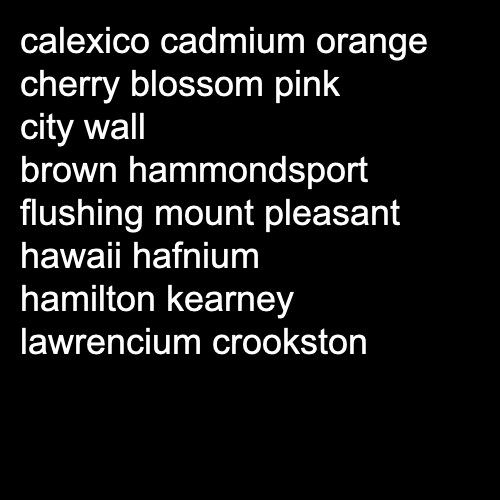 calexico cadmium orange
cherry blossom pink
city wall
brown hammondsport
flushing mount pleasant
hawaii hafnium
hamilton kearney
lawrencium crookston